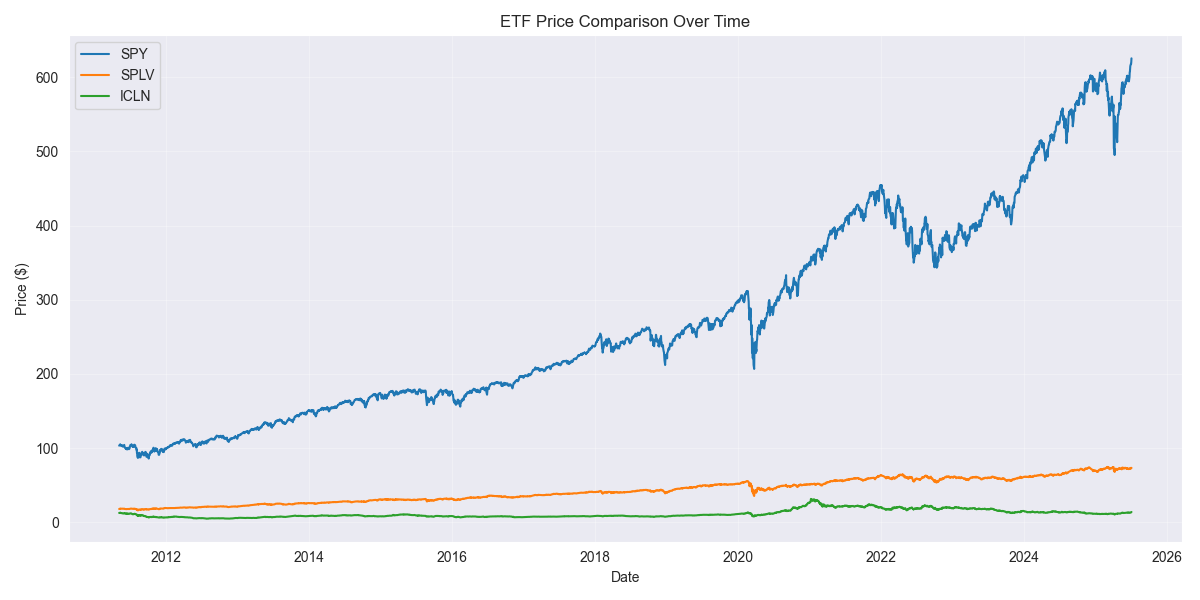 ETF Price Comparison Over Time
SPY
SPLV
ICLN
Price ($)
600
500
400
300
200
100
0
2012 2014 2016 2018 2020 2022 2024 2026
Date